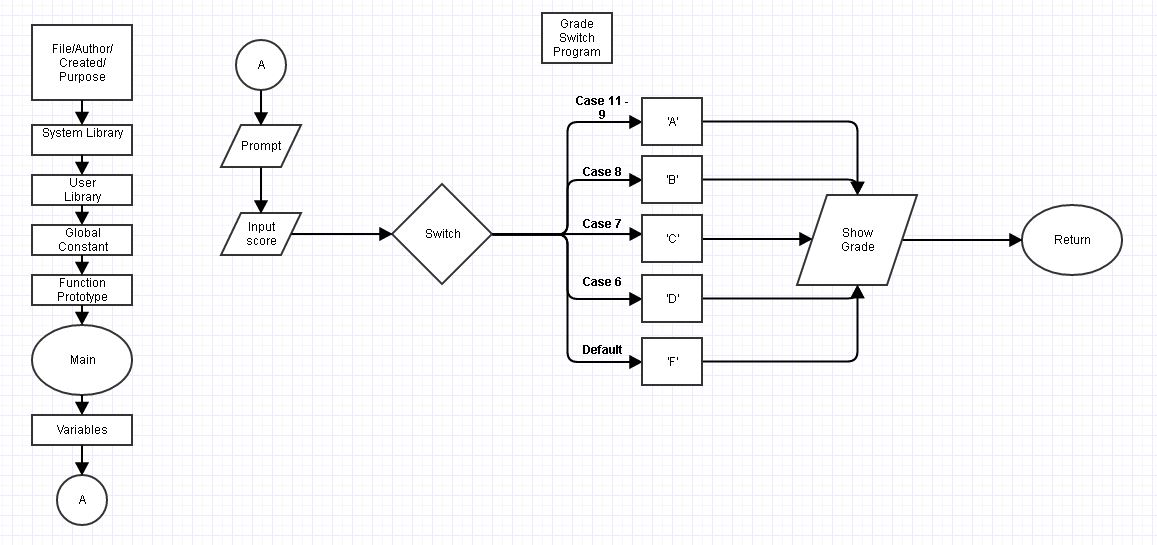 File/Author/
Created/
Purpose
System Library
User
Library
Global
Constant
Function
Prototype
Main
Variables
A
A
Prompt
Input
score
Switch
Grade
Switch
Program
Case 11 -
9
'A'
Case 8
'B'
Case 7
'C'
Case 6
'D'
Default
'F'
Show
Grade
Return